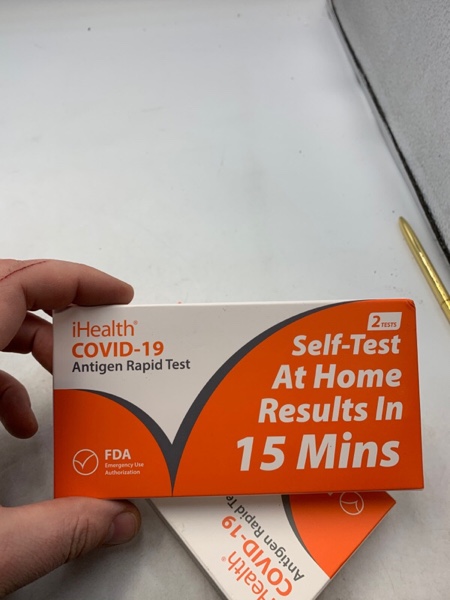 iHealth®
COVID-19
Antigen Rapid Test
2 TESTS
Self-Test
At Home
Results In
15 Mins
FDA
Emergency Use
Authorization
iHealth®
COVID-19
Antigen Rapid